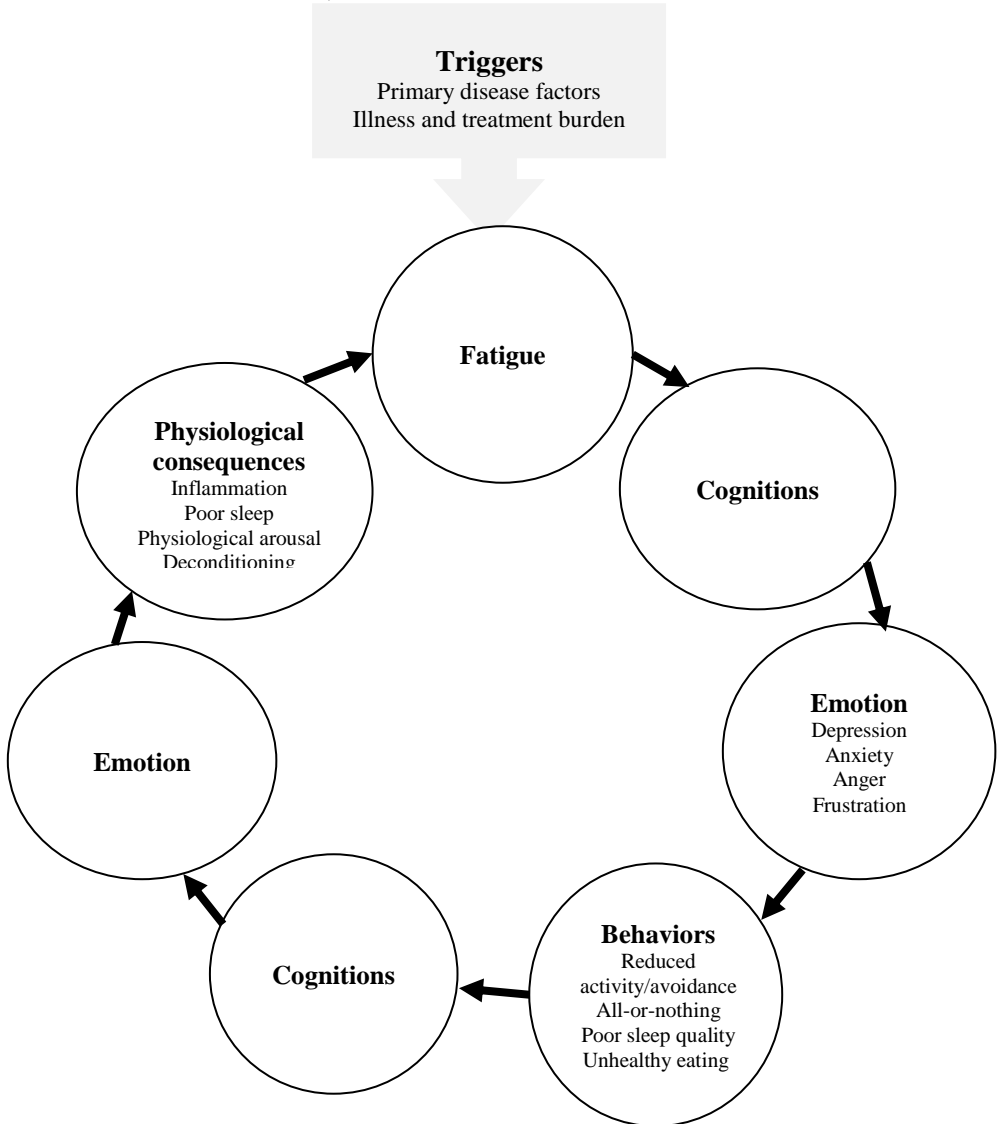 Triggers
Primary disease factors
Illness and treatment burden
Fatigue
Cognitions
Emotion
Depression
Anxiety
Anger
Frustration
Behaviors
Reduced
activity/avoidance
All-or-nothing
Poor sleep quality
Unhealthy eating
Cognitions
Emotion
Physiological
consequences
Inflammation
Poor sleep
Physiological arousal
Deconditioning